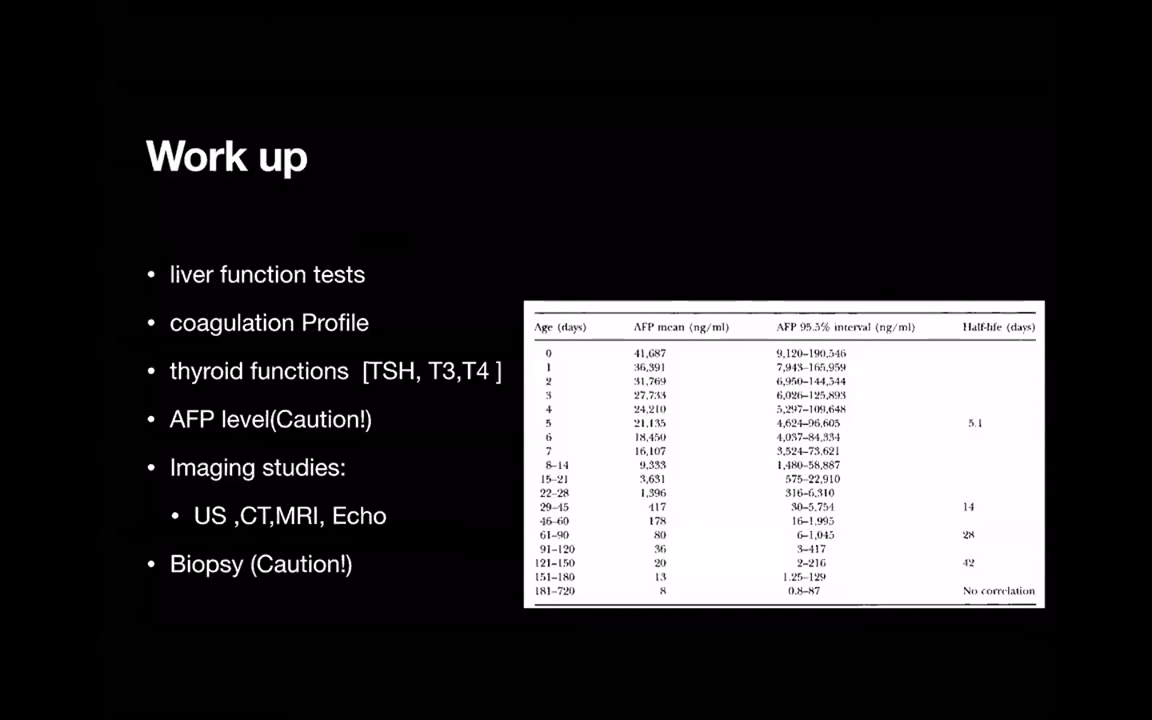 Work up
• liver function tests
• coagulation Profile
• thyroid functions [TSH, T3,T4 ]
• AFP level(Caution!)
• Imaging studies:
• US ,CT,MRI, Echo
• Biopsy (Caution!)
Age (days) AFP mean (ng/ml) AFP 95.5% interval (ng/ml) Half-life (days)
0 41,687 9,120–190,546
1 36,391 7,943–165,959
2 31,769 6,950–144,544
3 27,733 6,026–125,893
4 24,210 5,297–109,648
5 21,135 4,624–96,605 5.1
6 18,450 4,037–84,334
7 16,107 3,524–73,621
8–14 9,333 1,480–58,887
15–21 3,631 575–22,910
22–28 1,396 316–6,310
29–45 417 30–5,754 14
46–60 178 16–1,995
61–90 80 6–1,045 28
91–120 36 3–417
121–150 20 2–216 42
151–180 13 1.25–129
181–720 8 0.8–87 No correlation